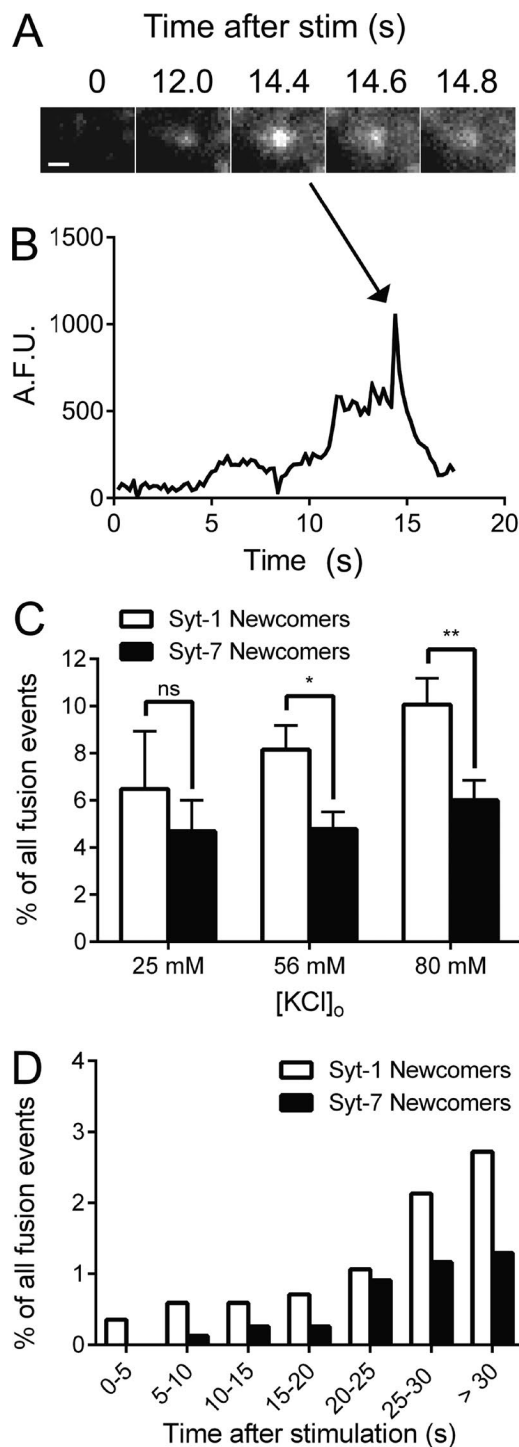 A
Time after stim (s)
0 12.0 14.4 14.6 14.8
B
1500
1000
500
0
A.F.U.
0 5 10 15 20
Time (s)
C
Syt-1 Newcomers
Syt-7 Newcomers
12
10
8
6
4
2
0
% of all fusion events
ns
*
**
25 mM 56 mM 80 mM
[KCl]o
D
Syt-1 Newcomers
Syt-7 Newcomers
4
3
2
1
0
% of all fusion events
0-5 5-10 10-15 15-20 20-25 25-30 > 30
Time after stimulation (s)